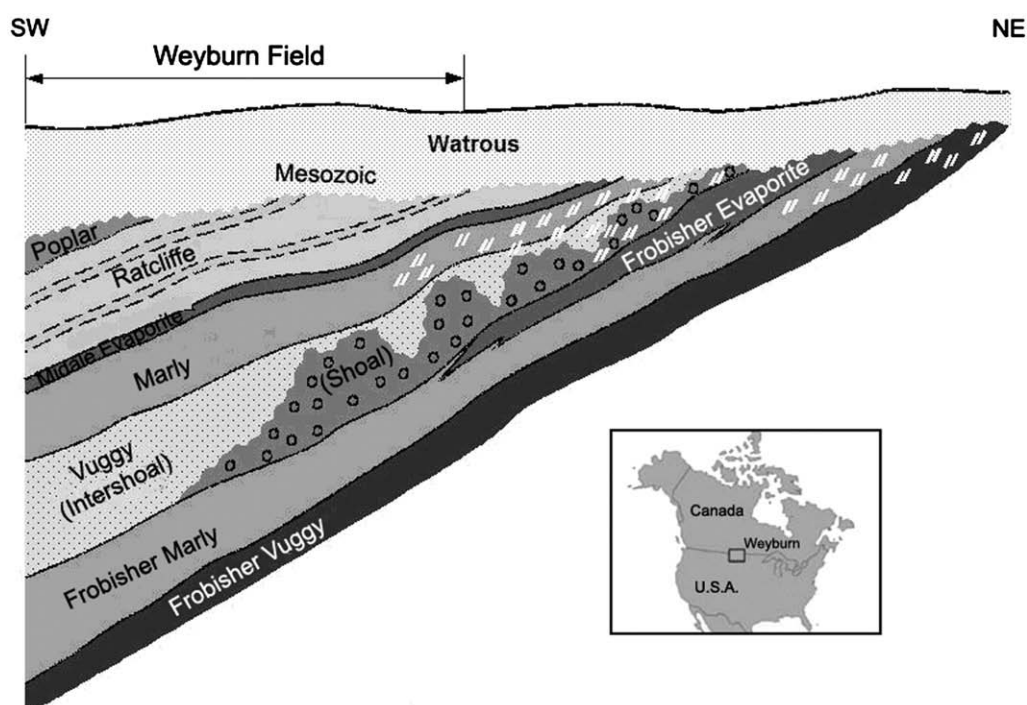 SW
NE
Weyburn Field
Watrous
Mesozoic
Poplar
Ratcliffe
Frobisher Evaporite
Midale Evaporite
Marly
(Shoal)
Vuggy
(Intershoal)
Frobisher Marly
Frobisher Vuggy
Canada
Weyburn
U.S.A.